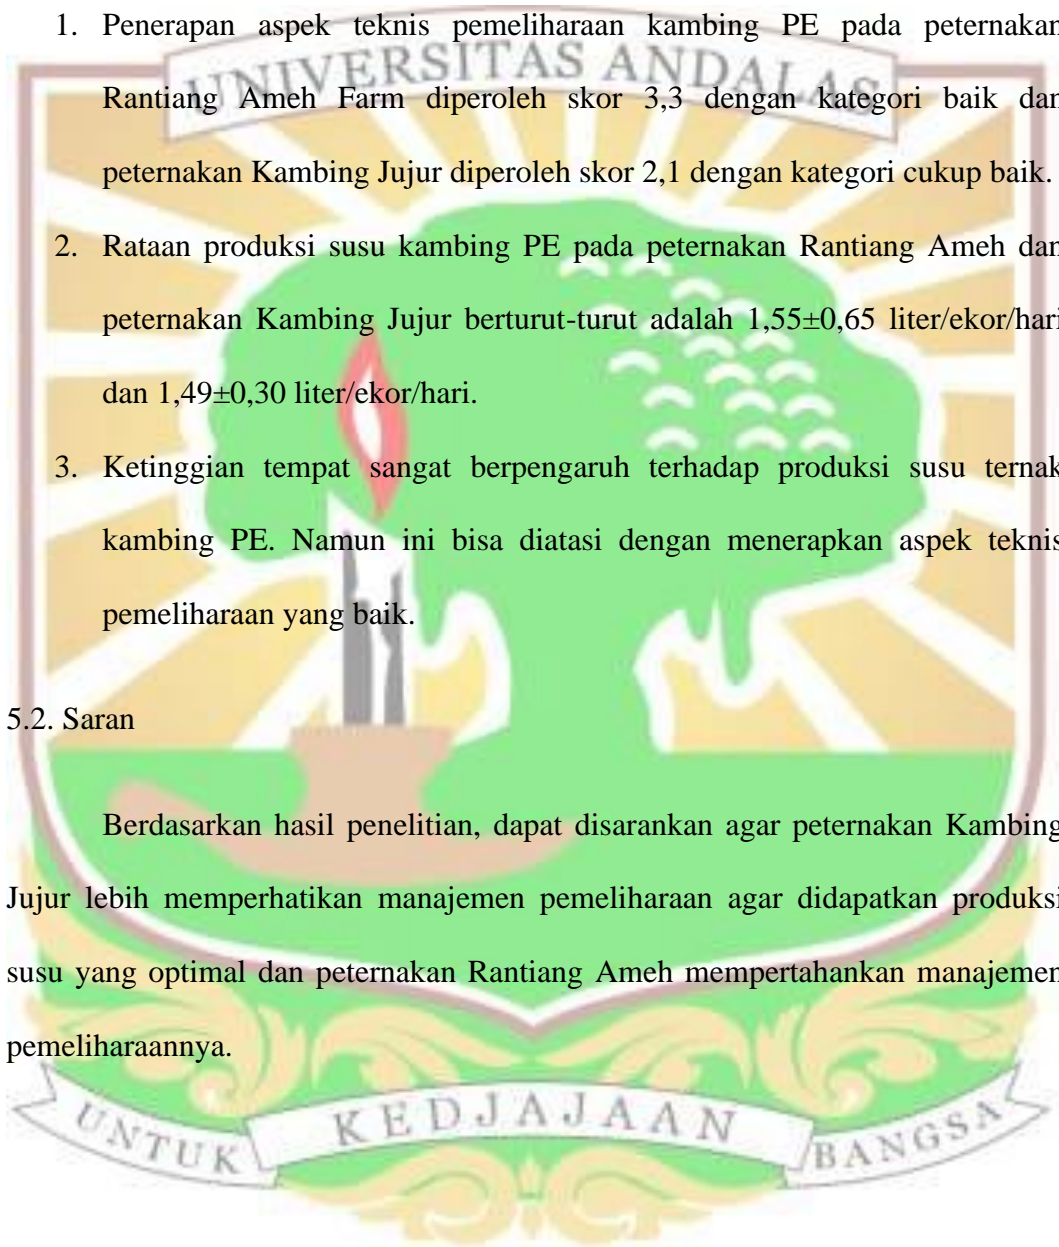 1. Penerapan aspek teknis pemeliharaan kambing PE pada peternakan
UNIVERSITAS ANDALAS
Rantiang Ameh Farm diperoleh skor 3,3 dengan kategori baik dan
peternakan Kambing Jujur diperoleh skor 2,1 dengan kategori cukup baik.
2. Rataan produksi susu kambing PE pada peternakan Rantiang Ameh dan
peternakan Kambing Jujur berturut-turut adalah 1,55±0,65 liter/ekor/hari
dan 1,49±0,30 liter/ekor/hari.
3. Ketinggian tempat sangat berpengaruh terhadap produksi susu ternak
kambing PE. Namun ini bisa diatasi dengan menerapkan aspek teknis
pemeliharaan yang baik.
5.2. Saran
Berdasarkan hasil penelitian, dapat disarankan agar peternakan Kambing
Jujur lebih memperhatikan manajemen pemeliharaan agar didapatkan produksi
susu yang optimal dan peternakan Rantiang Ameh mempertahankan manajemen
pemeliharaannya.
UNTUK KEDJAJAAN BANGSA